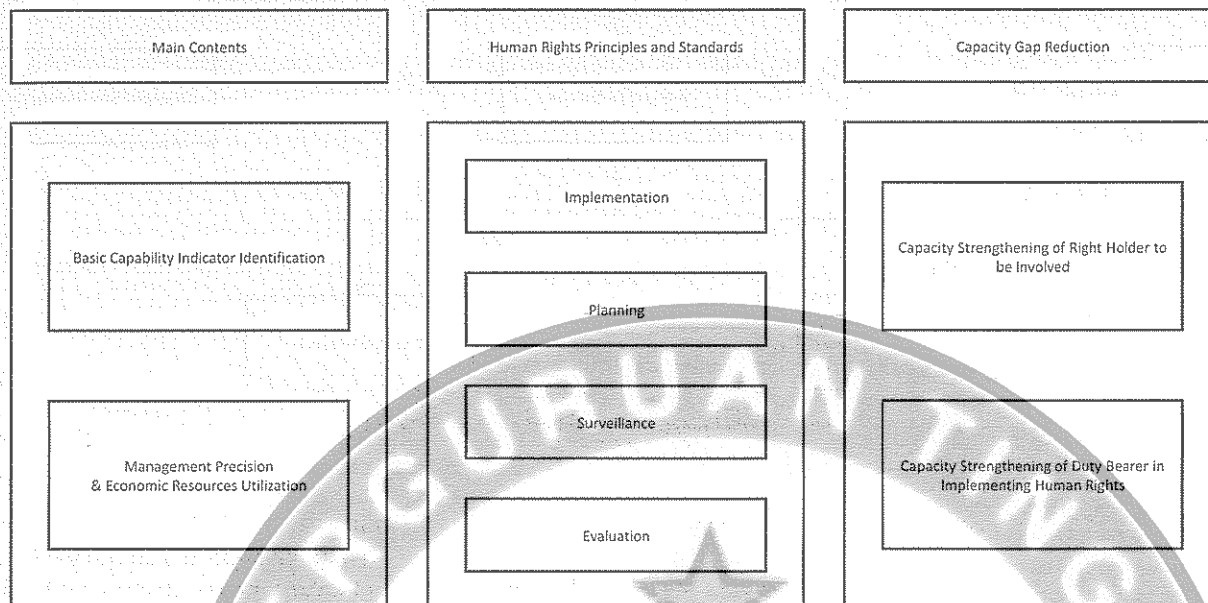 Main Contents
Human Rights Principles and Standards
Capacity Gap Reduction
Basic Capability Indicator Identification
Management Precision
& Economic Resources Utilization
Implementation
Planning
Surveillance
Evaluation
Capacity Strengthening of Right Holder to
be Involved
Capacity Strengthening of Duty Bearer in
Implementing Human Rights
RGURUAN TING